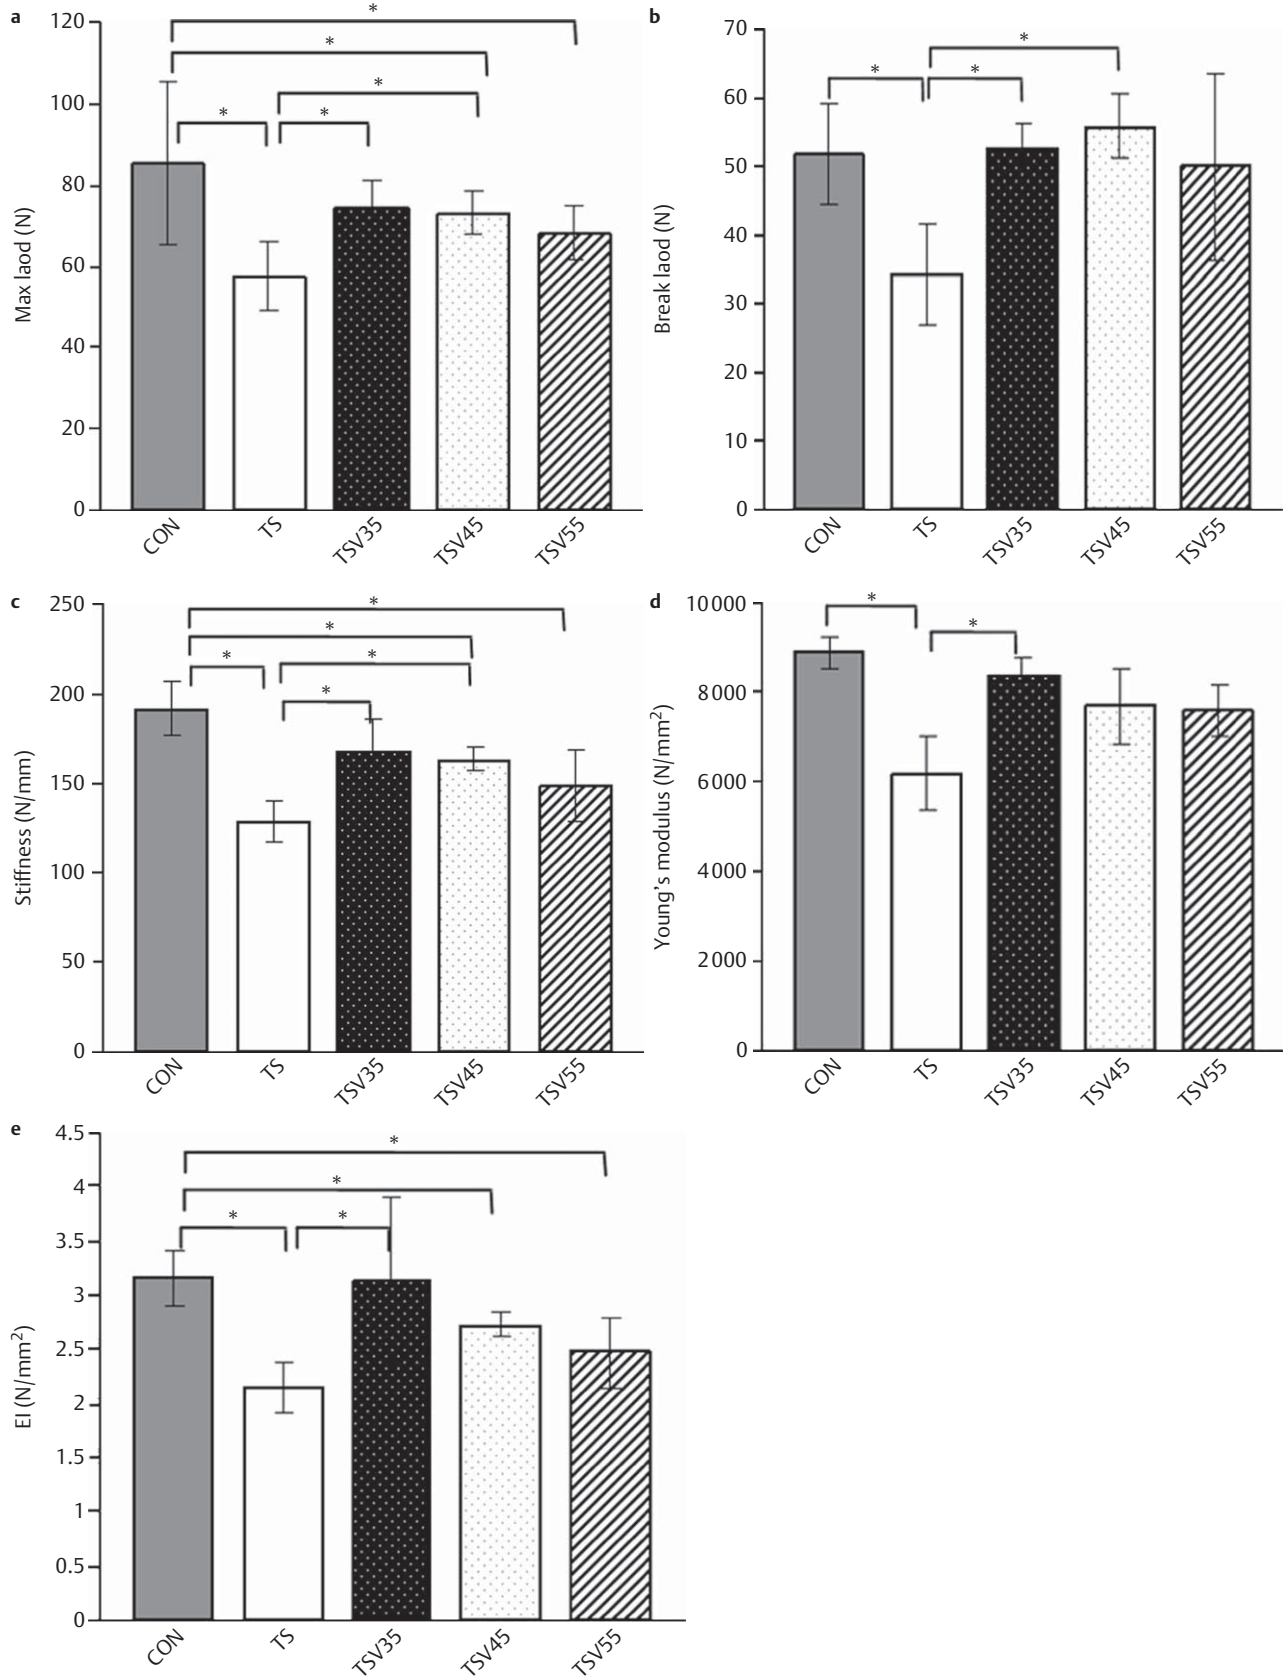 a
120
100
80
60
40
20
0
Max laod (N)
*
*
*
*
*
CON
TS
TSV35
TSV45
TSV55
b
70
60
50
40
30
20
10
0
Break laod (N)
*
*
*
CON
TS
TSV35
TSV45
TSV55
c
250
200
150
100
50
0
Stiffness (N/mm)
*
*
*
*
*
CON
TS
TSV35
TSV45
TSV55
d
10000
8000
6000
4000
2000
0
Young's modulus (N/mm²)
*
*
CON
TS
TSV35
TSV45
TSV55
e
4.5
4
3.5
3
2.5
2
1.5
1
0.5
0
EI (N/mm²)
*
*
*
*
CON
TS
TSV35
TSV45
TSV55